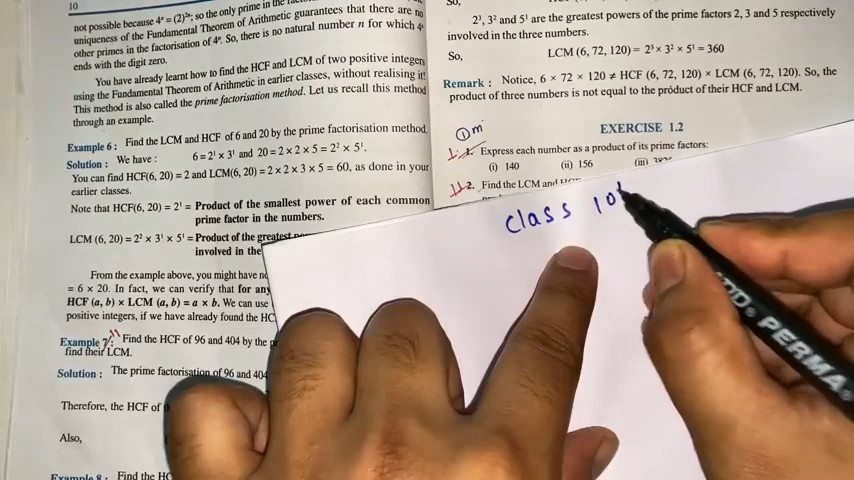 10
not possible because 4ⁿ = (2)²ⁿ; so the only prime in the
uniqueness of the Fundamental Theorem of Arithmetic guarantees that there are no
other primes in the factorisation of 4ⁿ. So, there is no natural number n for which 4ⁿ
ends with the digit zero.
You have already learnt how to find the HCF and LCM of two positive integers
using the Fundamental Theorem of Arithmetic in earlier classes, without realising it!
This method is also called the prime factorisation method. Let us recall this method
through an example.
Example 6 : Find the LCM and HCF of 6 and 20 by the prime factorisation method.
Solution : We have : 6 = 2¹ × 3¹ and 20 = 2 × 2 × 5 = 2² × 5¹.
You can find HCF(6, 20) = 2 and LCM(6, 20) = 2 × 2 × 3 × 5 = 60, as done in your
earlier classes.
Note that HCF(6, 20) = 2¹ = Product of the smallest power of each common
prime factor in the numbers.
LCM (6, 20) = 2² × 3¹ × 5¹ = Product of the greatest
involved in the
From the example above, you might have
= 6 × 20. In fact, we can verify that for any
HCF (a, b) × LCM (a, b) = a × b. We can use
positive integers, if we have already found the HC
Example 7 : Find the HCF of 96 and 404 by the
find their LCM.
Solution : The prime factorisation of 96 and 404
Therefore, the HCF of
Also,
Example 8 : Find the HC
So,
2³, 3² and 5¹ are the greatest powers of the prime factors 2, 3 and 5 respectively
involved in the three numbers.
So, LCM (6, 72, 120) = 2³ × 3² × 5¹ = 360
Remark : Notice, 6 × 72 × 120 ≠ HCF (6, 72, 120) × LCM (6, 72, 120). So, the
product of three numbers is not equal to the product of their HCF and LCM.
①m
EXERCISE 1.2
1. Express each number as a product of its prime factors:
(i) 140 (ii) 156 (iii)
2. Find the LCM and
class 10
PERMA